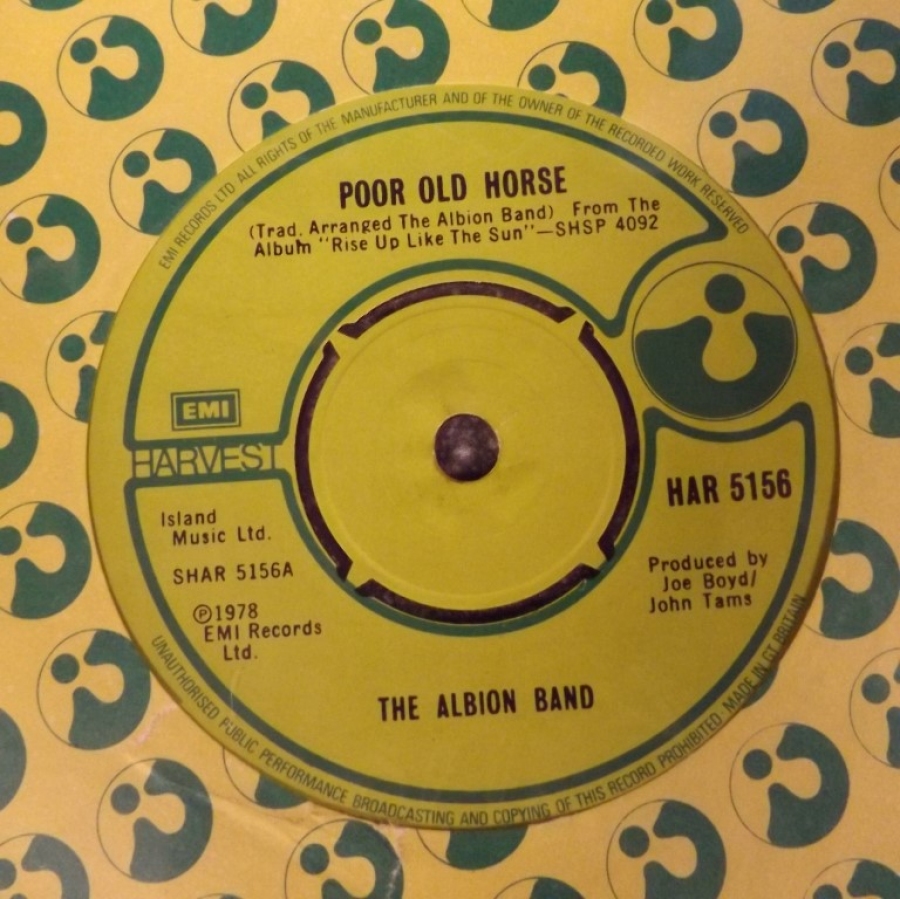 EMI RECORDS LTD ALL RIGHTS OF THE MANUFACTURER AND OF THE OWNER OF THE RECORDED WORK RESERVED
POOR OLD HORSE
(Trad. Arranged The Albion Band) From The
Album "Rise Up Like The Sun"—SHSP 4092
EMI
HARVEST
HAR 5156
Island
Music Ltd.
SHAR 5156A
Ⓟ1978
EMI Records
Ltd.
Produced by
Joe Boyd/
John Tams
THE ALBION BAND
UNAUTHORISED PUBLIC PERFORMANCE BROADCASTING AND COPYING OF THIS RECORD PROHIBITED. MADE IN GT BRITAIN